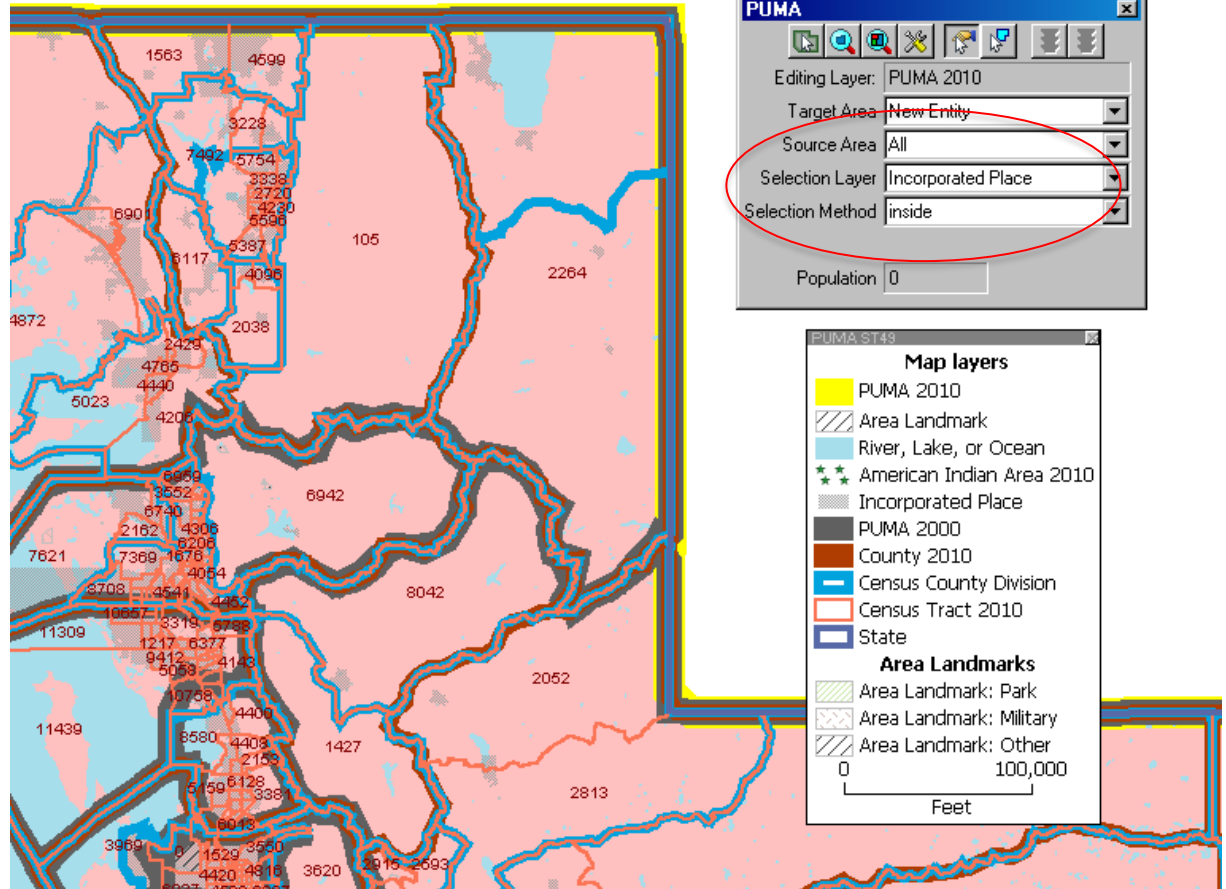 PUMA
Editing Layer: PUMA 2010
Target Area New Entity
Source Area All
Selection Layer Incorporated Place
Selection Method inside
Population 0
PUMA ST49
Map layers
PUMA 2010
Area Landmark
River, Lake, or Ocean
American Indian Area 2010
Incorporated Place
PUMA 2000
County 2010
Census County Division
Census Tract 2010
State
Area Landmarks
Area Landmark: Park
Area Landmark: Military
Area Landmark: Other
0 100,000
Feet
1563
4599
3228
7492
5754
3338
2720
4230
5596
6901
105
5387
6117
4096
2264
4872
2038
2429
4765
4440
5023
4206
6959
3552
6942
6740
2162
4306
6206
7621
7369
1676
4054
8042
8708
4541
4452
10657
3319
5788
11309
1217
6377
9412
4143
5058
2052
10758
4400
11439
8580
4408
1427
2153
6128
5159
3381
2813
6013
3969
3550
0
1529
4420
4816
3620
2915
2593